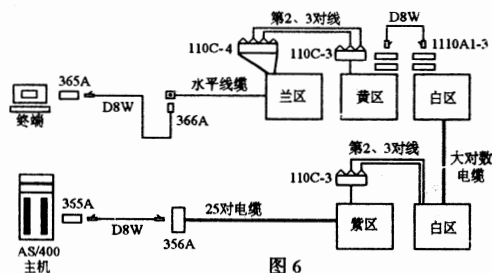 第2、3对线
D8W
110C-4
110C-3
1110A1-3
365A
D8W
水平线缆
366A
终端
兰区
黄区
白区
第2、3对线
大对数
电缆
110C-3
365A
D8W
25对电缆
356A
紫区
白区
AS/400
主机
图 6